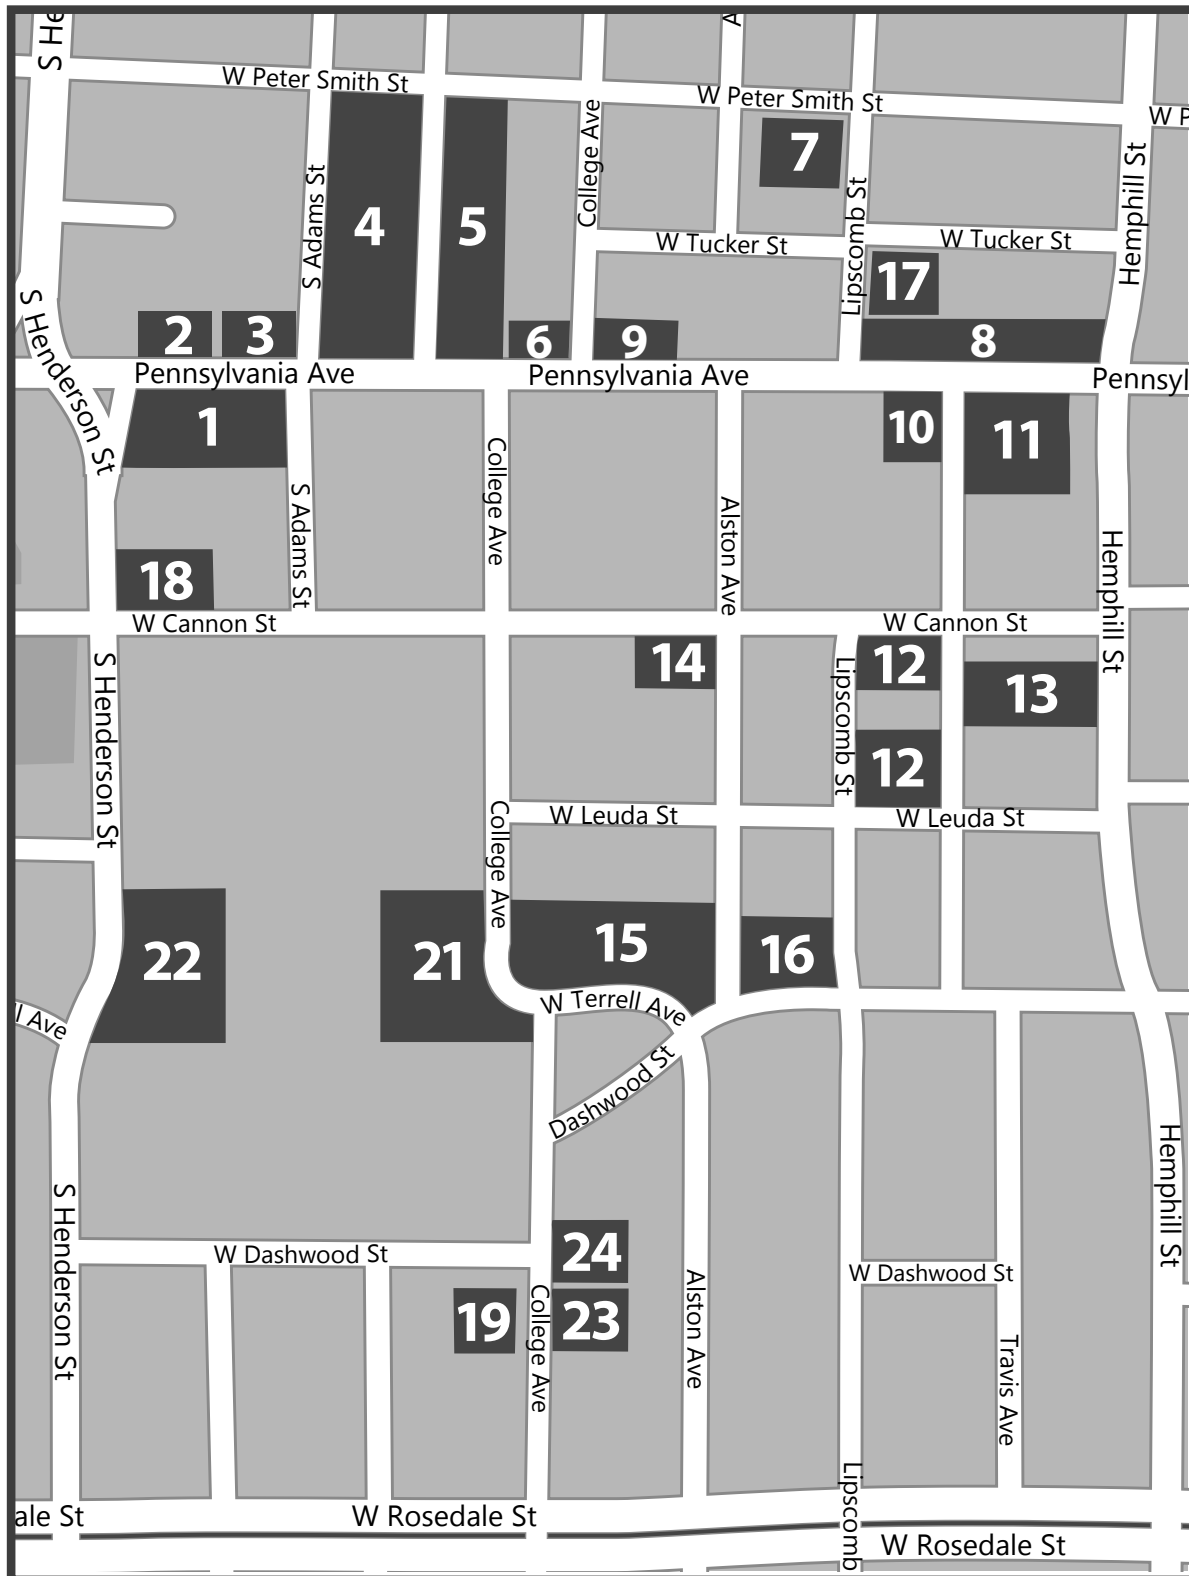 S He
A
W Peter Smith St
W Peter Smith St
W P
College Ave
7
Hemphill St
S Adams St
4
5
Lipscomb St
W Tucker St
W Tucker St
17
S Henderson St
2
3
6
9
8
Pennsylvania Ave
Pennsylvania Ave
Pennsyl
1
10
11
College Ave
S Adams St
Alston Ave
Hemphill St
18
W Cannon St
W Cannon St
S Henderson St
14
Lipscomb St
12
13
12
College Ave
W Leuda St
W Leuda St
22
21
15
16
l Ave
W Terrell Ave
Dashwood St
Hemphill St
S Henderson St
W Dashwood St
24
W Dashwood St
19
College Ave
23
Alston Ave
Travis Ave
Lipscomb
ale St
W Rosedale St
W Rosedale St